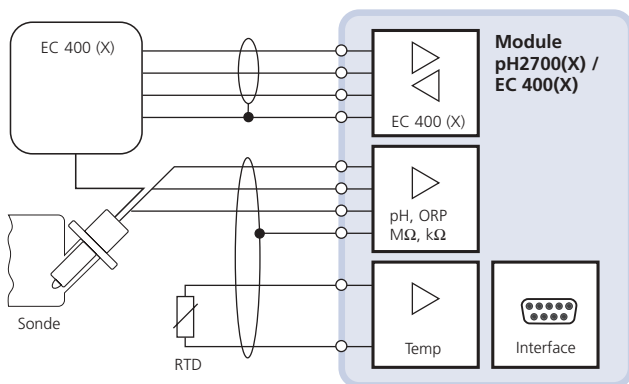 EC 400 (X)
Module
pH2700(X) /
EC 400(X)
EC 400 (X)
pH, ORP
MΩ, kΩ
Sonde
RTD
Temp
Interface